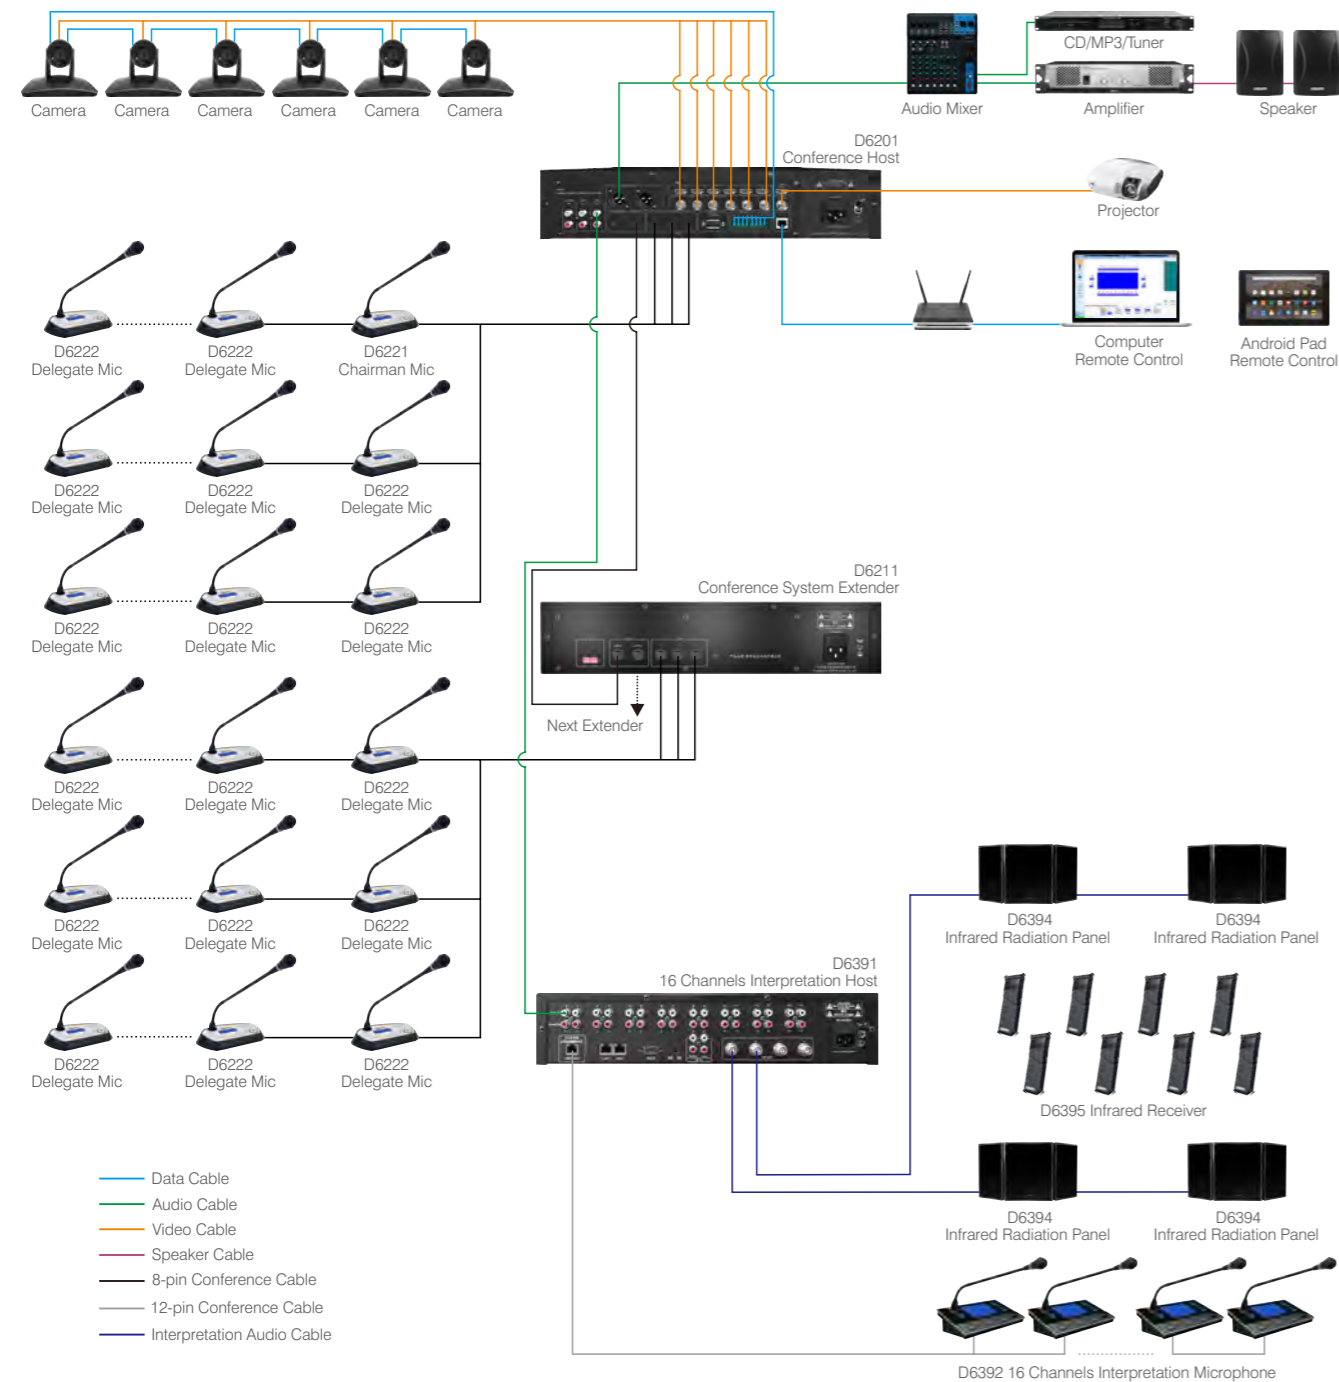 Camera
Camera
Camera
Camera
Camera
Camera
Audio Mixer
CD/MP3/Tuner
Amplifier
Speaker
D6201
Conference Host
Projector
Computer
Remote Control
Android Pad
Remote Control
D6222
Delegate Mic
D6222
Delegate Mic
D6221
Chairman Mic
D6222
Delegate Mic
D6222
Delegate Mic
D6222
Delegate Mic
D6222
Delegate Mic
D6222
Delegate Mic
D6222
Delegate Mic
D6211
Conference System Extender
Next Extender
D6222
Delegate Mic
D6222
Delegate Mic
D6222
Delegate Mic
D6222
Delegate Mic
D6222
Delegate Mic
D6222
Delegate Mic
D6222
Delegate Mic
D6222
Delegate Mic
D6222
Delegate Mic
D6391
16 Channels Interpretation Host
D6394
Infrared Radiation Panel
D6394
Infrared Radiation Panel
D6395 Infrared Receiver
D6394
Infrared Radiation Panel
D6394
Infrared Radiation Panel
D6392 16 Channels Interpretation Microphone
Data Cable
Audio Cable
Video Cable
Speaker Cable
8-pin Conference Cable
12-pin Conference Cable
Interpretation Audio Cable